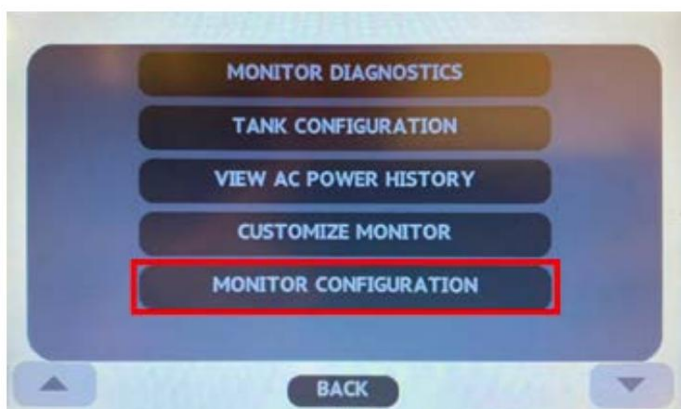 MONITOR DIAGNOSTICS
TANK CONFIGURATION
VIEW AC POWER HISTORY
CUSTOMIZE MONITOR
MONITOR CONFIGURATION
BACK